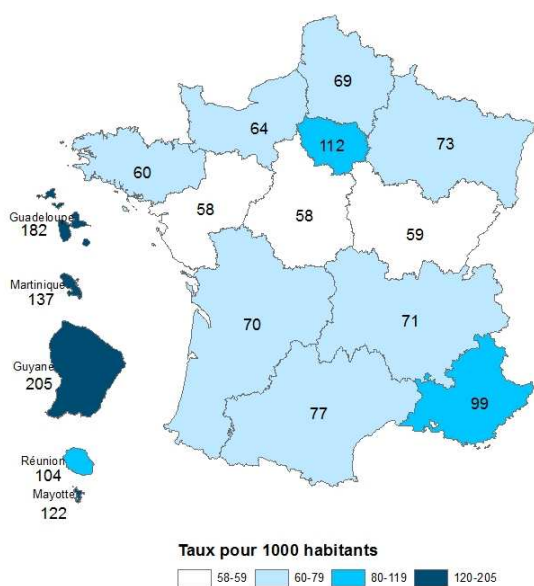 69
64
112
73
60
58
58
59
Guadeloupe
182
Martinique
137
70
71
Guyane
205
77
99
Réunion
104
Mayotte
122
Taux pour 1000 habitants
58-59 60-79 80-119 120-205